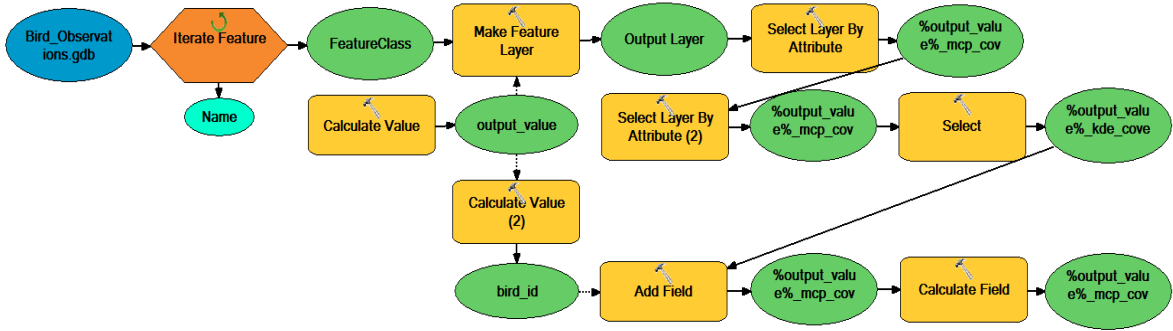 Bird_Observat
ions.gdb
Iterate Feature
FeatureClass
Make Feature
Layer
Output Layer
Select Layer By
Attribute
%output_valu
e%_mcp_cov
Name
Calculate Value
output_value
Select Layer By
Attribute (2)
%output_valu
e%_mcp_cov
Select
%output_valu
e%_kde_cove
Calculate Value
(2)
bird_id
Add Field
%output_valu
e%_mcp_cov
Calculate Field
%output_valu
e%_mcp_cov